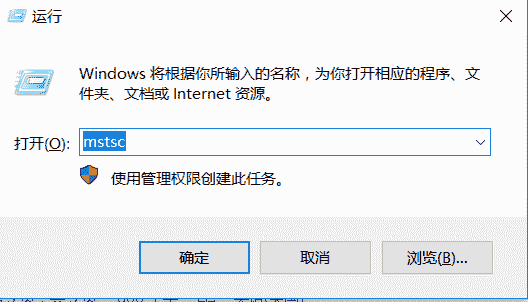 运行
Windows 将根据你所输入的名称，为你打开相应的程序、文
件夹、文档或 Internet 资源。
打开(O):
mstsc
使用管理权限创建此任务。
确定
取消
浏览(B)...